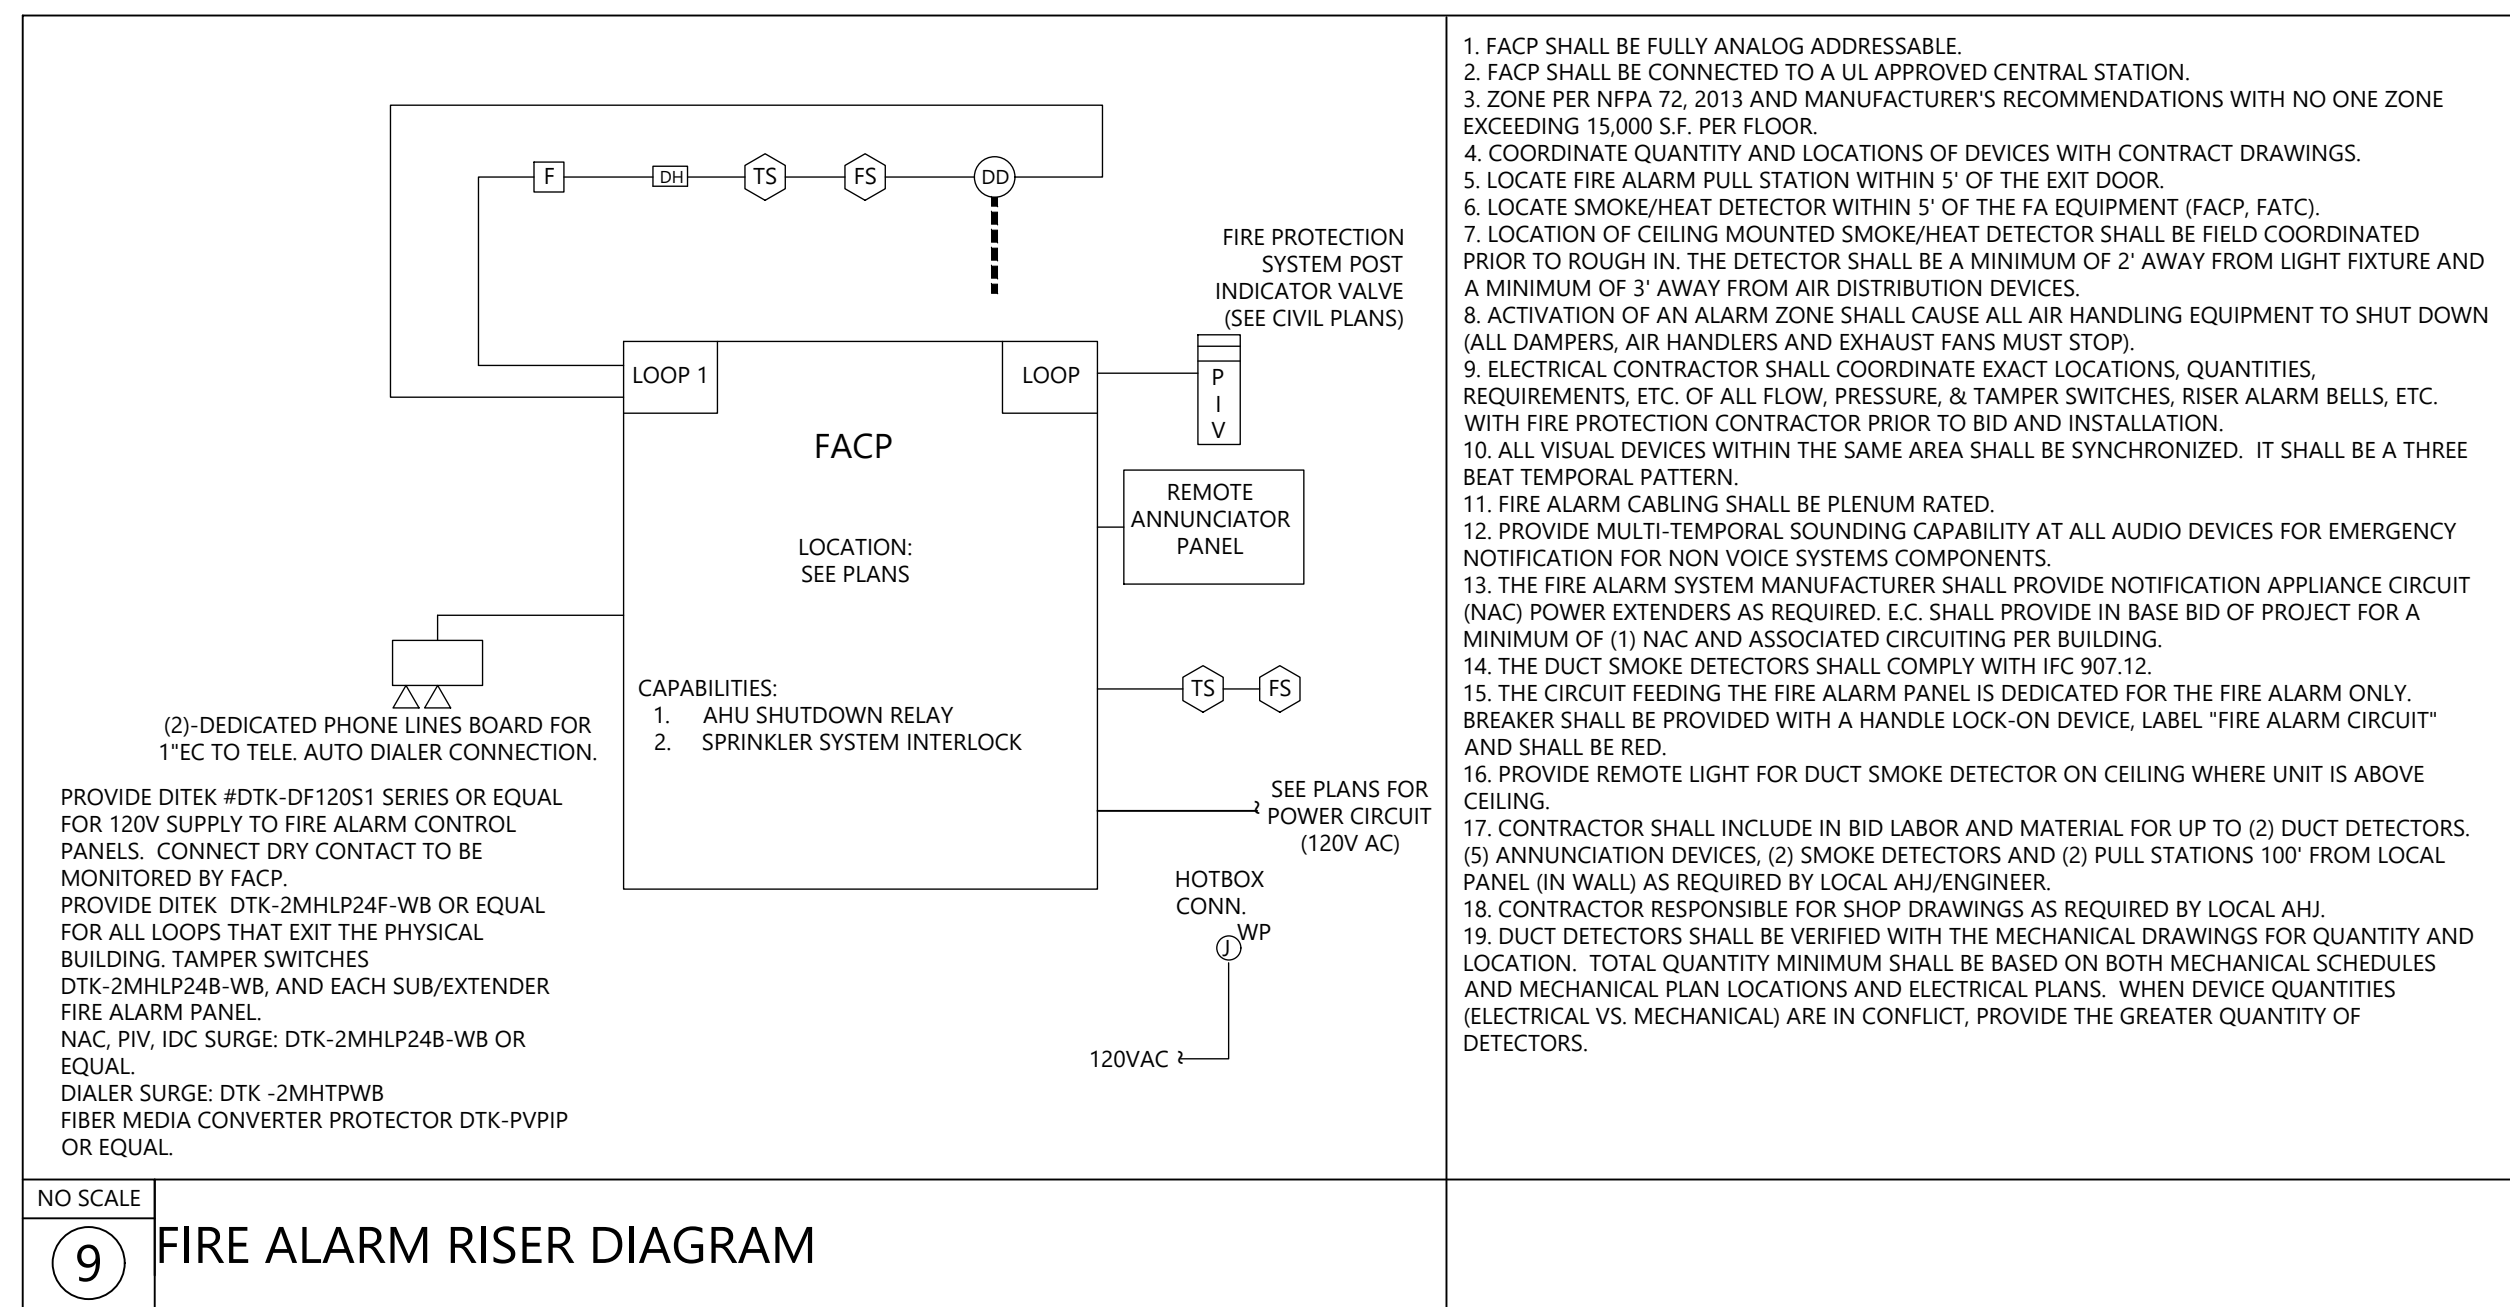 F
DH
TS
FS
DD
FIRE PROTECTION
SYSTEM POST
INDICATOR VALVE
(SEE CIVIL PLANS)
LOOP 1
LOOP
P
I
V
FACP
REMOTE
ANNUNCIATOR
PANEL
LOCATION:
SEE PLANS
TS
FS
CAPABILITIES:
1. AHU SHUTDOWN RELAY
2. SPRINKLER SYSTEM INTERLOCK
(2)-DEDICATED PHONE LINES BOARD FOR
1"EC TO TELE. AUTO DIALER CONNECTION.
SEE PLANS FOR
POWER CIRCUIT
(120V AC)
HOTBOX
CONN.
WP
J
120VAC
PROVIDE DITEK #DTK-DF120S1 SERIES OR EQUAL
FOR 120V SUPPLY TO FIRE ALARM CONTROL
PANELS. CONNECT DRY CONTACT TO BE
MONITORED BY FACP.
PROVIDE DITEK DTK-2MHLP24F-WB OR EQUAL
FOR ALL LOOPS THAT EXIT THE PHYSICAL
BUILDING. TAMPER SWITCHES
DTK-2MHLP24B-WB, AND EACH SUB/EXTENDER
FIRE ALARM PANEL.
NAC, PIV, IDC SURGE: DTK-2MHLP24B-WB OR
EQUAL.
DIALER SURGE: DTK -2MHTPWB
FIBER MEDIA CONVERTER PROTECTOR DTK-PVPIP
OR EQUAL.
1. FACP SHALL BE FULLY ANALOG ADDRESSABLE.
2. FACP SHALL BE CONNECTED TO A UL APPROVED CENTRAL STATION.
3. ZONE PER NFPA 72, 2013 AND MANUFACTURER'S RECOMMENDATIONS WITH NO ONE ZONE
EXCEEDING 15,000 S.F. PER FLOOR.
4. COORDINATE QUANTITY AND LOCATIONS OF DEVICES WITH CONTRACT DRAWINGS.
5. LOCATE FIRE ALARM PULL STATION WITHIN 5' OF THE EXIT DOOR.
6. LOCATE SMOKE/HEAT DETECTOR WITHIN 5' OF THE FA EQUIPMENT (FACP, FATC).
7. LOCATION OF CEILING MOUNTED SMOKE/HEAT DETECTOR SHALL BE FIELD COORDINATED
PRIOR TO ROUGH IN. THE DETECTOR SHALL BE A MINIMUM OF 2' AWAY FROM LIGHT FIXTURE AND
A MINIMUM OF 3' AWAY FROM AIR DISTRIBUTION DEVICES.
8. ACTIVATION OF AN ALARM ZONE SHALL CAUSE ALL AIR HANDLING EQUIPMENT TO SHUT DOWN
(ALL DAMPERS, AIR HANDLERS AND EXHAUST FANS MUST STOP).
9. ELECTRICAL CONTRACTOR SHALL COORDINATE EXACT LOCATIONS, QUANTITIES,
REQUIREMENTS, ETC. OF ALL FLOW, PRESSURE, & TAMPER SWITCHES, RISER ALARM BELLS, ETC.
WITH FIRE PROTECTION CONTRACTOR PRIOR TO BID AND INSTALLATION.
10. ALL VISUAL DEVICES WITHIN THE SAME AREA SHALL BE SYNCHRONIZED. IT SHALL BE A THREE
BEAT TEMPORAL PATTERN.
11. FIRE ALARM CABLING SHALL BE PLENUM RATED.
12. PROVIDE MULTI-TEMPORAL SOUNDING CAPABILITY AT ALL AUDIO DEVICES FOR EMERGENCY
NOTIFICATION FOR NON VOICE SYSTEMS COMPONENTS.
13. THE FIRE ALARM SYSTEM MANUFACTURER SHALL PROVIDE NOTIFICATION APPLIANCE CIRCUIT
(NAC) POWER EXTENDERS AS REQUIRED. E.C. SHALL PROVIDE IN BASE BID OF PROJECT FOR A
MINIMUM OF (1) NAC AND ASSOCIATED CIRCUITING PER BUILDING.
14. THE DUCT SMOKE DETECTORS SHALL COMPLY WITH IFC 907.12.
15. THE CIRCUIT FEEDING THE FIRE ALARM PANEL IS DEDICATED FOR THE FIRE ALARM ONLY.
BREAKER SHALL BE PROVIDED WITH A HANDLE LOCK-ON DEVICE, LABEL "FIRE ALARM CIRCUIT"
AND SHALL BE RED.
16. PROVIDE REMOTE LIGHT FOR DUCT SMOKE DETECTOR ON CEILING WHERE UNIT IS ABOVE
CEILING.
17. CONTRACTOR SHALL INCLUDE IN BID LABOR AND MATERIAL FOR UP TO (2) DUCT DETECTORS.
(5) ANNUNCIATION DEVICES, (2) SMOKE DETECTORS AND (2) PULL STATIONS 100' FROM LOCAL
PANEL (IN WALL) AS REQUIRED BY LOCAL AHJ/ENGINEER.
18. CONTRACTOR RESPONSIBLE FOR SHOP DRAWINGS AS REQUIRED BY LOCAL AHJ.
19. DUCT DETECTORS SHALL BE VERIFIED WITH THE MECHANICAL DRAWINGS FOR QUANTITY AND
LOCATION. TOTAL QUANTITY MINIMUM SHALL BE BASED ON BOTH MECHANICAL SCHEDULES
AND MECHANICAL PLAN LOCATIONS AND ELECTRICAL PLANS. WHEN DEVICE QUANTITIES
(ELECTRICAL VS. MECHANICAL) ARE IN CONFLICT, PROVIDE THE GREATER QUANTITY OF
DETECTORS.
NO SCALE
9
FIRE ALARM RISER DIAGRAM